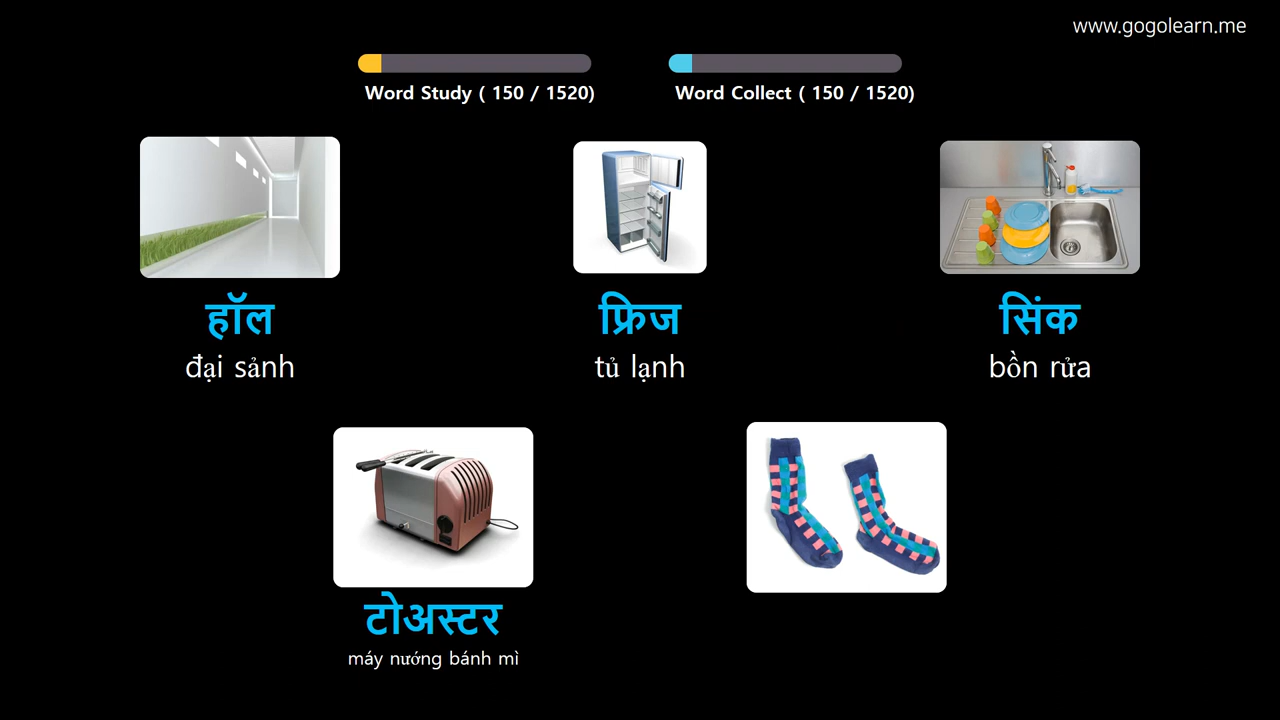 www.gogolearn.me
Word Study ( 150 / 1520)
Word Collect ( 150 / 1520)
हॉल
đại sảnh
फ्रिज
tủ lạnh
सिंक
bồn rửa
टोअस्टर
máy nướng bánh mì